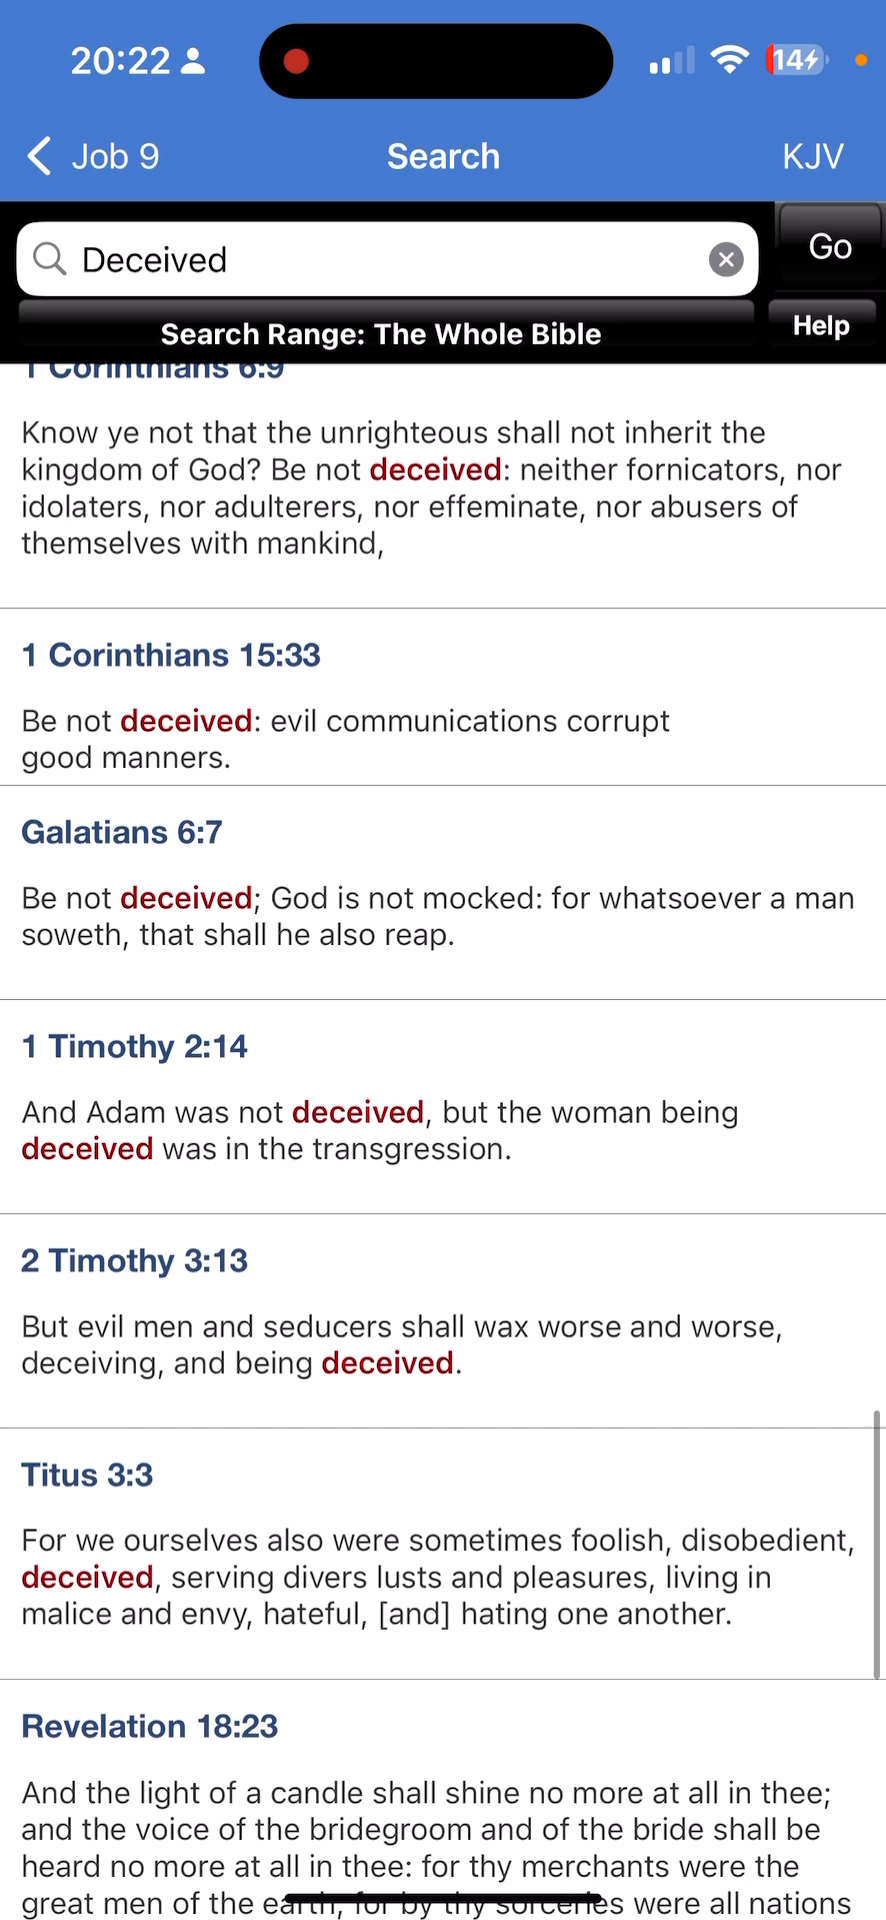 20:22
14
Job 9
Search
KJV
Deceived
Go
Search Range: The Whole Bible
Help
1 Corinthians 6:9
Know ye not that the unrighteous shall not inherit the
kingdom of God? Be not deceived: neither fornicators, nor
idolaters, nor adulterers, nor effeminate, nor abusers of
themselves with mankind,
1 Corinthians 15:33
Be not deceived: evil communications corrupt
good manners.
Galatians 6:7
Be not deceived; God is not mocked: for whatsoever a man
soweth, that shall he also reap.
1 Timothy 2:14
And Adam was not deceived, but the woman being
deceived was in the transgression.
2 Timothy 3:13
But evil men and seducers shall wax worse and worse,
deceiving, and being deceived.
Titus 3:3
For we ourselves also were sometimes foolish, disobedient,
deceived, serving divers lusts and pleasures, living in
malice and envy, hateful, [and] hating one another.
Revelation 18:23
And the light of a candle shall shine no more at all in thee;
and the voice of the bridegroom and of the bride shall be
heard no more at all in thee: for thy merchants were the
great men of the earth; for by thy sorceries were all nations